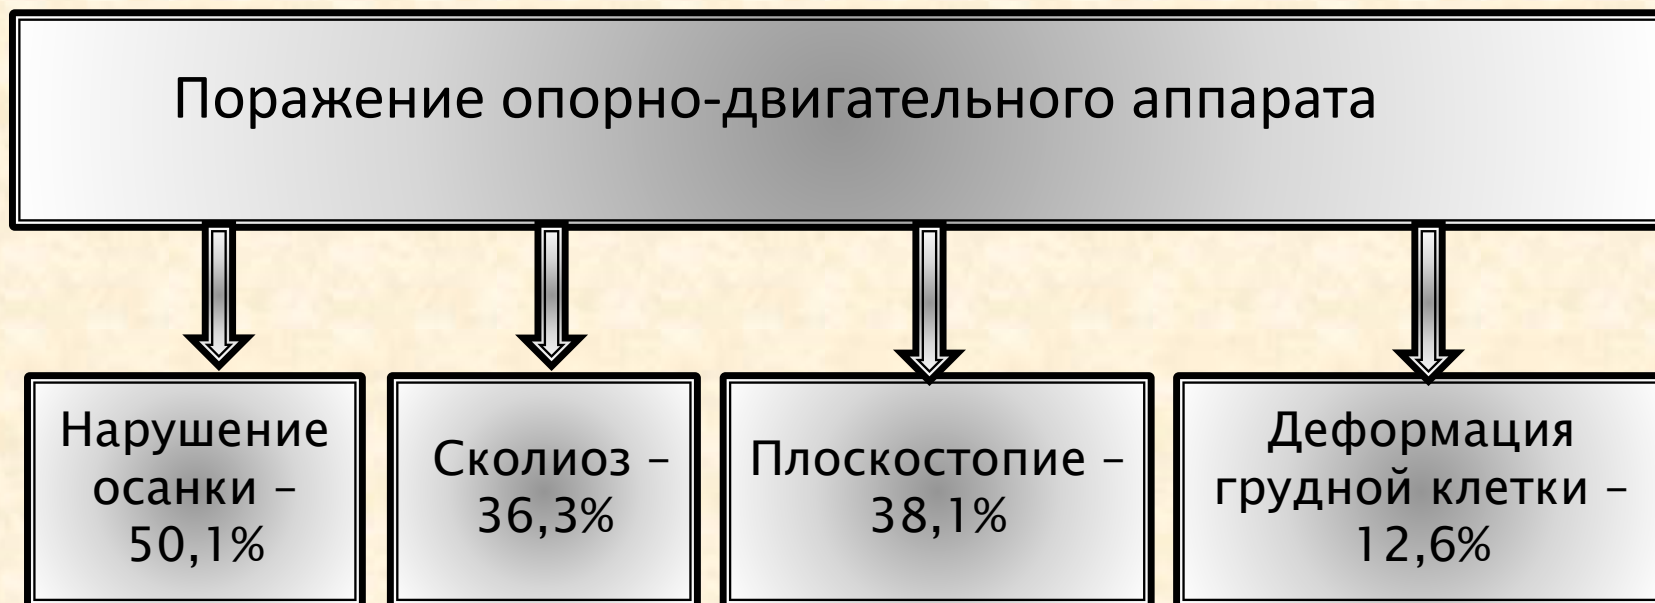 Поражение опорно-двигательного аппарата
Нарушение
осанки –
50,1%
Сколиоз –
36,3%
Плоскостопие –
38,1%
Деформация
грудной клетки –
12,6%